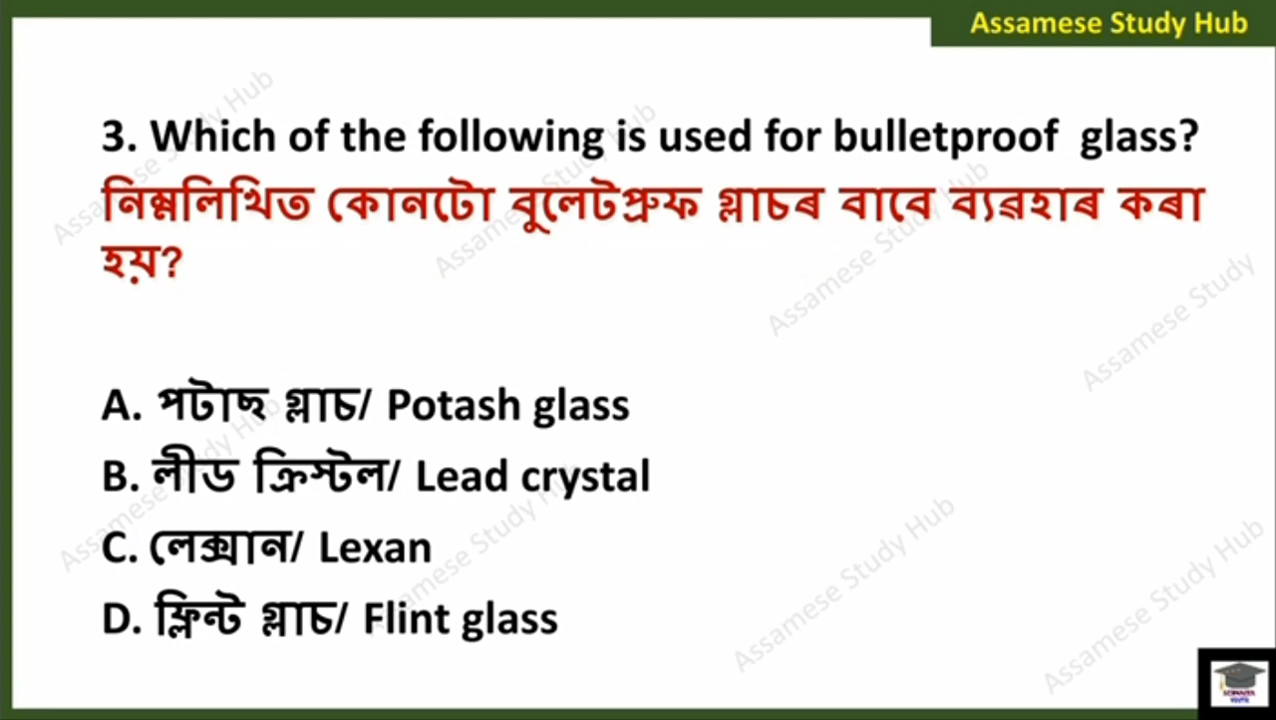 Assamese Study Hub
3. Which of the following is used for bulletproof glass?
নিম্নলিখিত কোনটো বুলেটপ্ৰুফ গ্লাচৰ বাবে ব্যৱহাৰ কৰা
হয়?
A. পটাছ গ্লাচ/ Potash glass
B. লীড ক্ৰিস্টল/ Lead crystal
C. লেক্সান/ Lexan
D. ফ্লিন্ট গ্লাচ/ Flint glass